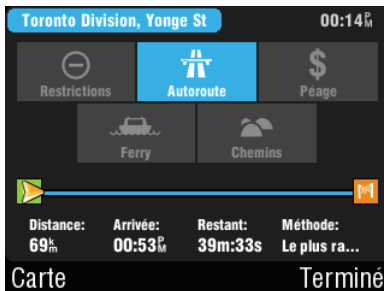 Toronto Division, Yonge St 00:14PM
Restrictions Autoroute $ Péage
Ferry Chemins
Distance: Arrivée: Restant: Méthode:
69km 00:53PM 39m:33s Le plus ra...
Carte Terminé